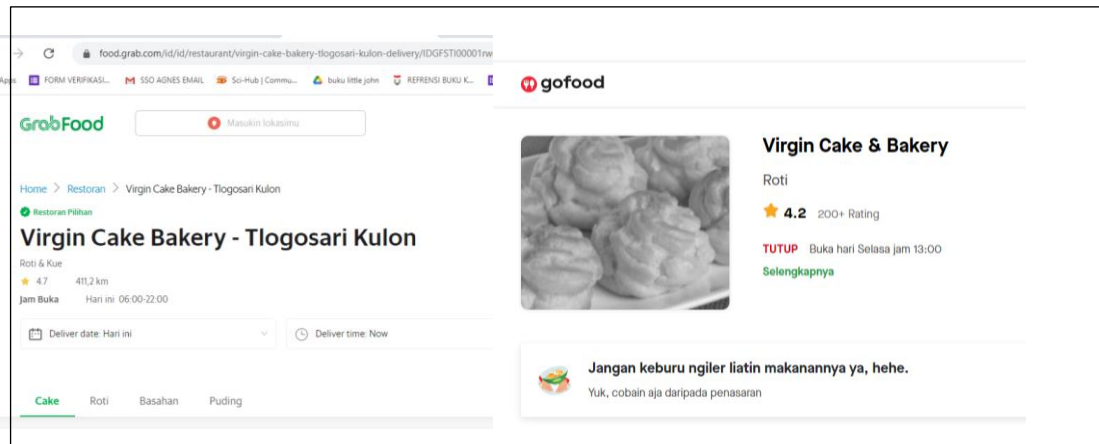 food.grab.com/id/id/restaurant/virgin-cake-bakery-tlogosari-kulon-delivery/IDGFSTI00001rw
Apps FORM VERIFIKASI... SSO AGNES EMAIL Sci-Hub | Commu... buku little john REFRENSI BUKU K...
GrabFood
Masukin lokasimu
Home > Restoran > Virgin Cake Bakery - Tlogosari Kulon
Restoran Pilihan
Virgin Cake Bakery - Tlogosari Kulon
Roti & Kue
4.7 411,2 km
Jam Buka Hari ini 06:00-22:00
Deliver date: Hari ini
Deliver time: Now
Cake Roti Basahan Puding
gofood
Virgin Cake & Bakery
Roti
4.2 200+ Rating
TUTUP Buka hari Selasa jam 13:00
Selengkapnya
Jangan keburu ngiler liatin makanannya ya, hehe.
Yuk, cobain aja daripada penasaran